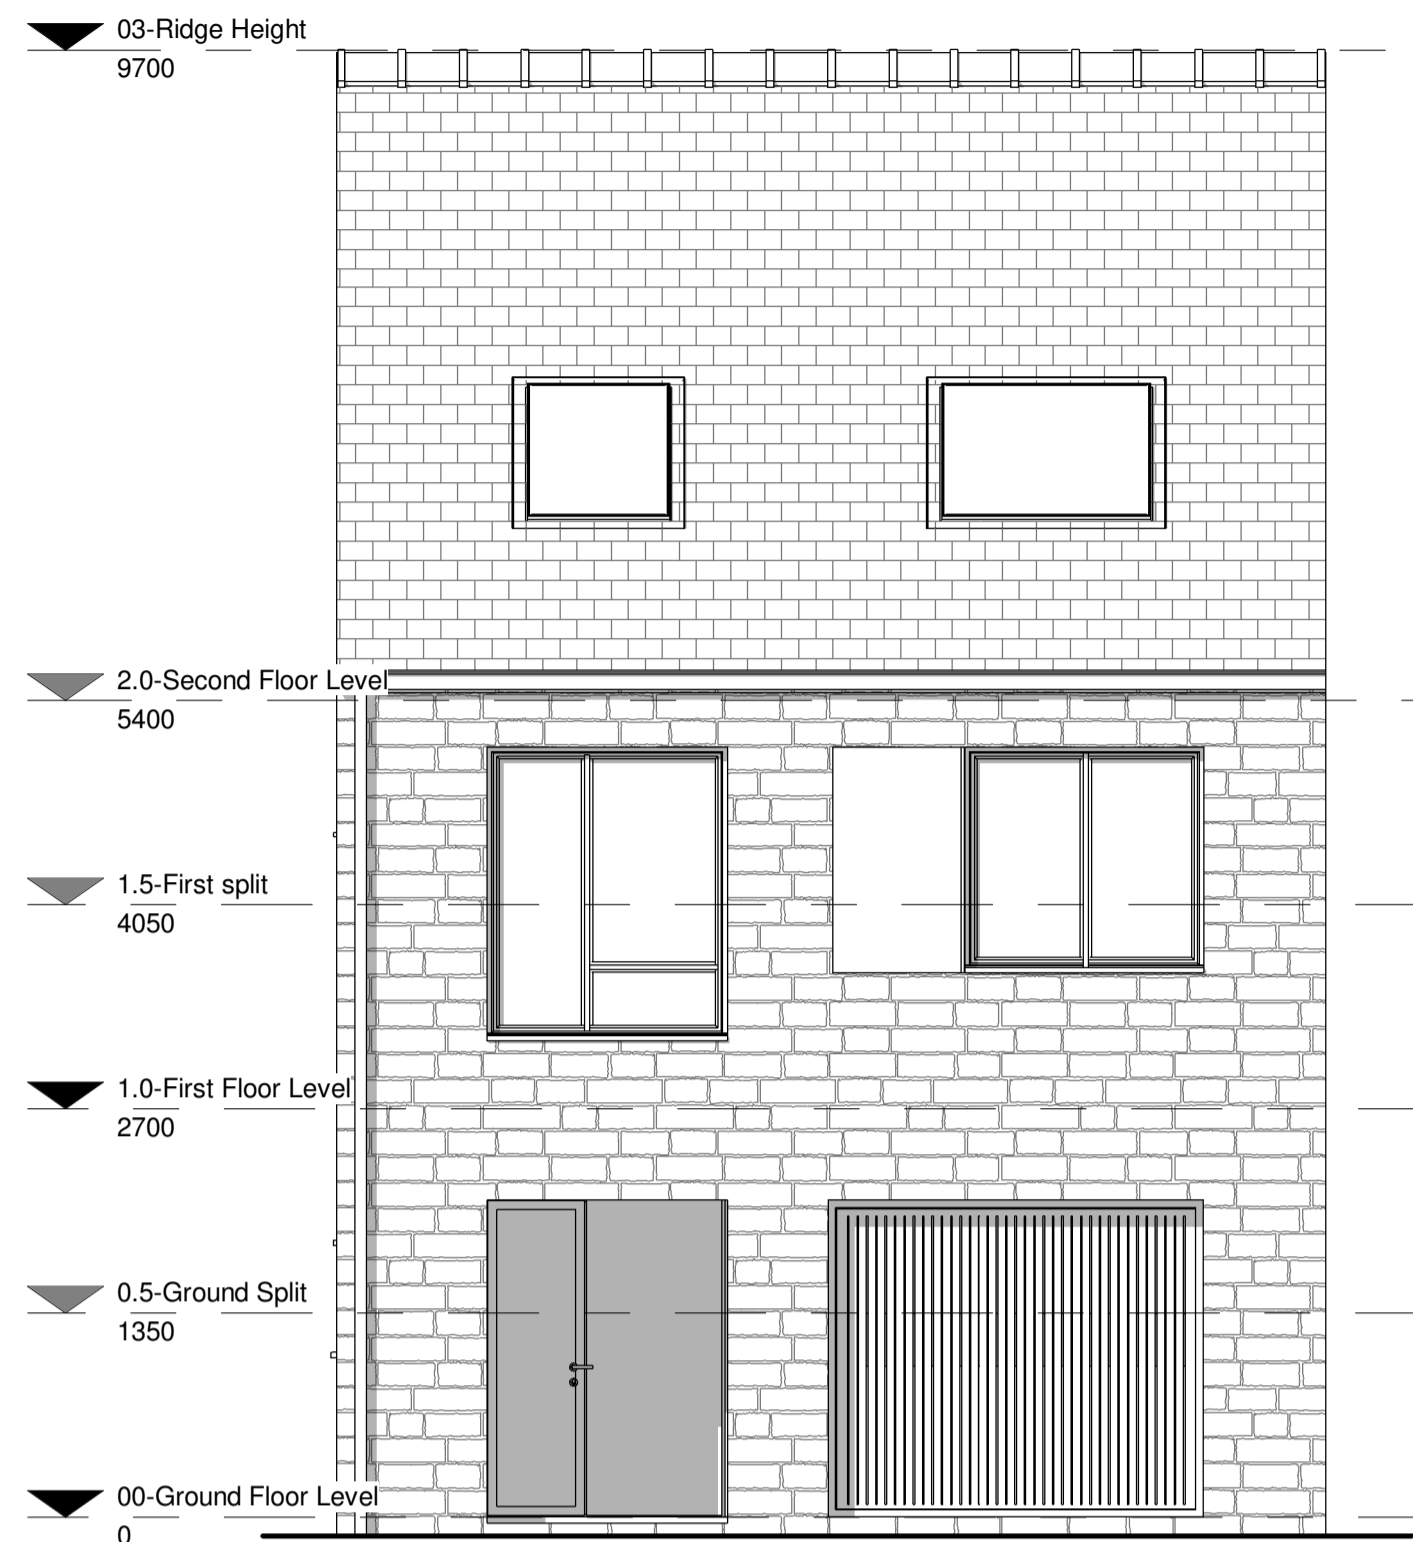 03-Ridge Height
9700
2.0-Second Floor Level
5400
1.5-First split
4050
1.0-First Floor Level
2700
0.5-Ground Split
1350
00-Ground Floor Level
0